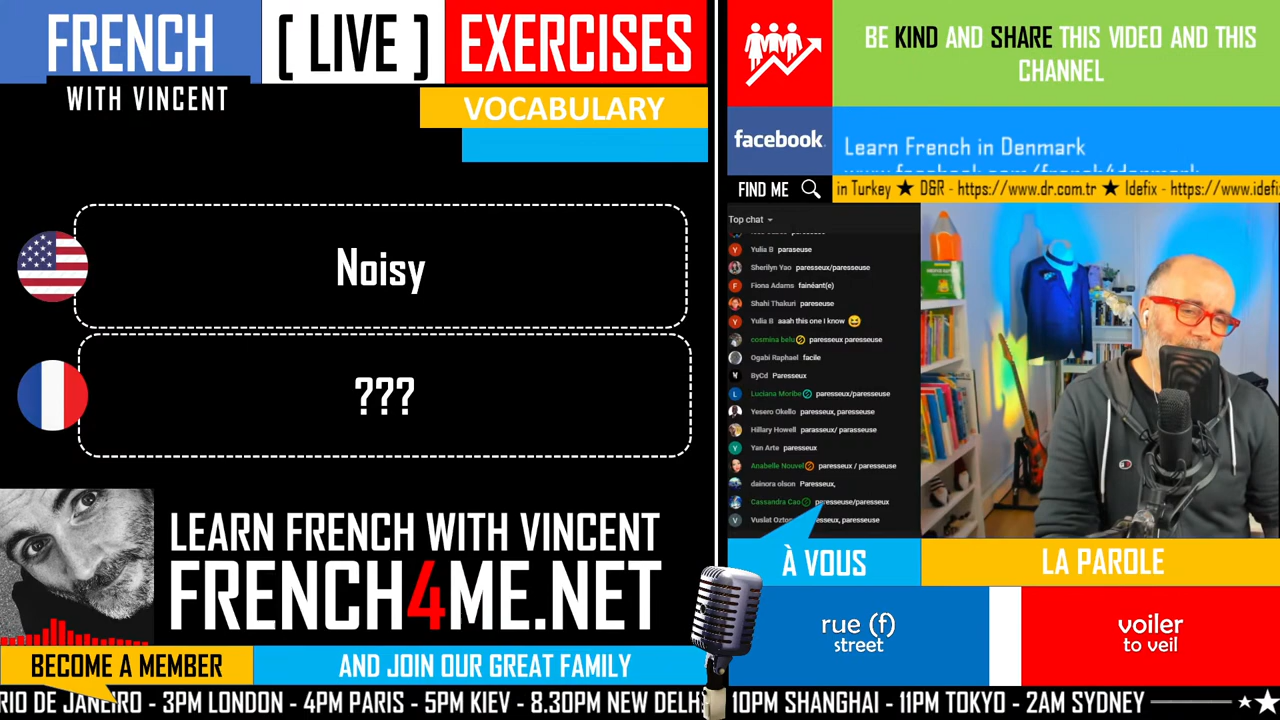 FRENCH
[ LIVE ]
EXERCISES
WITH VINCENT
VOCABULARY
Noisy
???
LEARN FRENCH WITH VINCENT
FRENCH4ME.NET
BECOME A MEMBER
AND JOIN OUR GREAT FAMILY
RIO DE JANEIRO - 3PM LONDON - 4PM PARIS - 5PM KIEV - 8.30PM NEW DELH
10PM SHANGHAI - 11PM TOKYO - 2AM SYDNEY
BE KIND AND SHARE THIS VIDEO AND THIS
CHANNEL
facebook
Learn French in Denmark
FIND ME
in Turkey ★ D&R - https://www.dr.com.tr ★ Idefix - https://www.idefi
Top chat
Yulia B paraseuse
Sherilyn Yao paresseux/paresseuse
Fiona Adams fainéant(e)
Shahi Thakuri pareseuse
Yulia B aaah this one I know
cosmina belu paresseux paresseuse
Ogabi Raphael facile
ByCd Paresseux
Luciana Moribe paresseux/paresseuse
Yesero Okello paresseux, paresseuse
Hillary Howell parasseux/ parasseuse
Yan Arte paresseux
Anabelle Nouvel paresseux / paresseuse
dainora olson Paresseux,
Cassandra Cao paresseuse/paresseux
Vuslat paresseuse
À VOUS
LA PAROLE
rue (f)
street
voiler
to veil